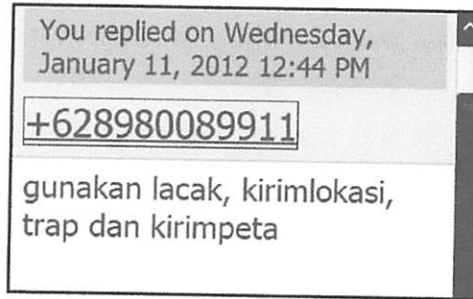 You replied on Wednesday,
January 11, 2012 12:44 PM
+628980089911
gunakan lacak, kirimlokasi,
trap dan kirimpeta